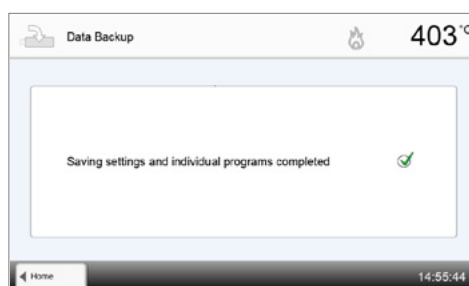 Data Backup
403 °C
Saving settings and individual programs completed
Home
14:55:44